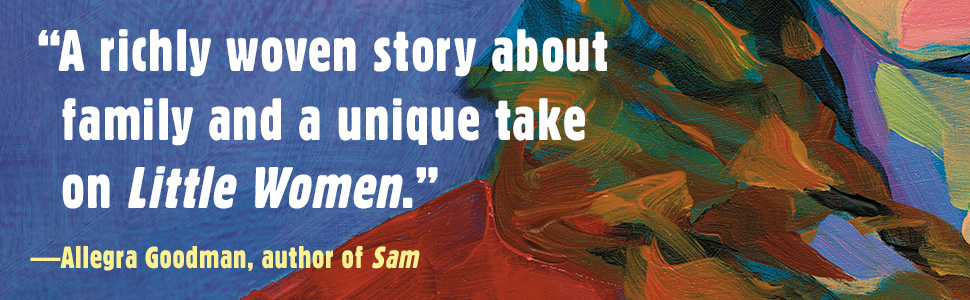 “A richly woven story about
family and a unique take
on Little Women.”
—Allegra Goodman, author of Sam